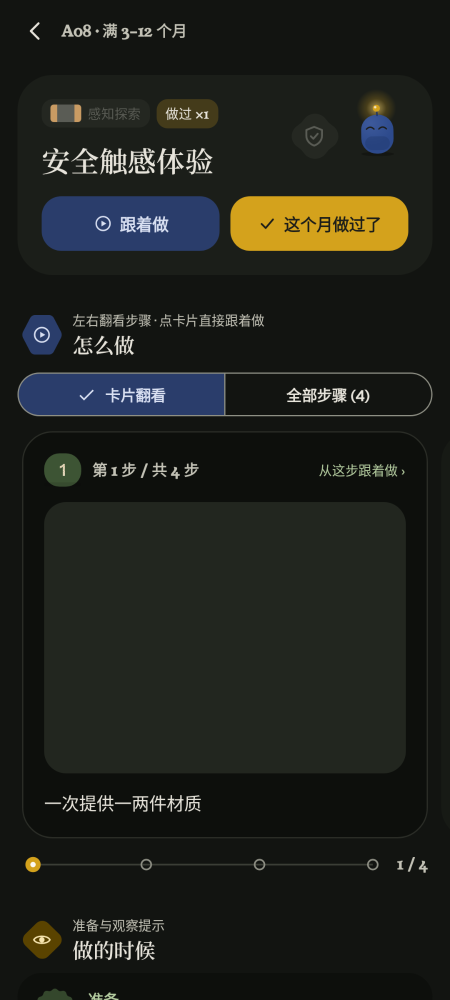 A08 · 满 3–12 个月
感知探索
做过 ×1
安全触感体验
跟着做
这个月做过了
左右翻看步骤 · 点卡片直接跟着做
怎么做
卡片翻看
全部步骤 (4)
1
第 1 步 / 共 4 步
从这步跟着做 ›
一次提供一两件材质
1 / 4
准备与观察提示
做的时候
准备